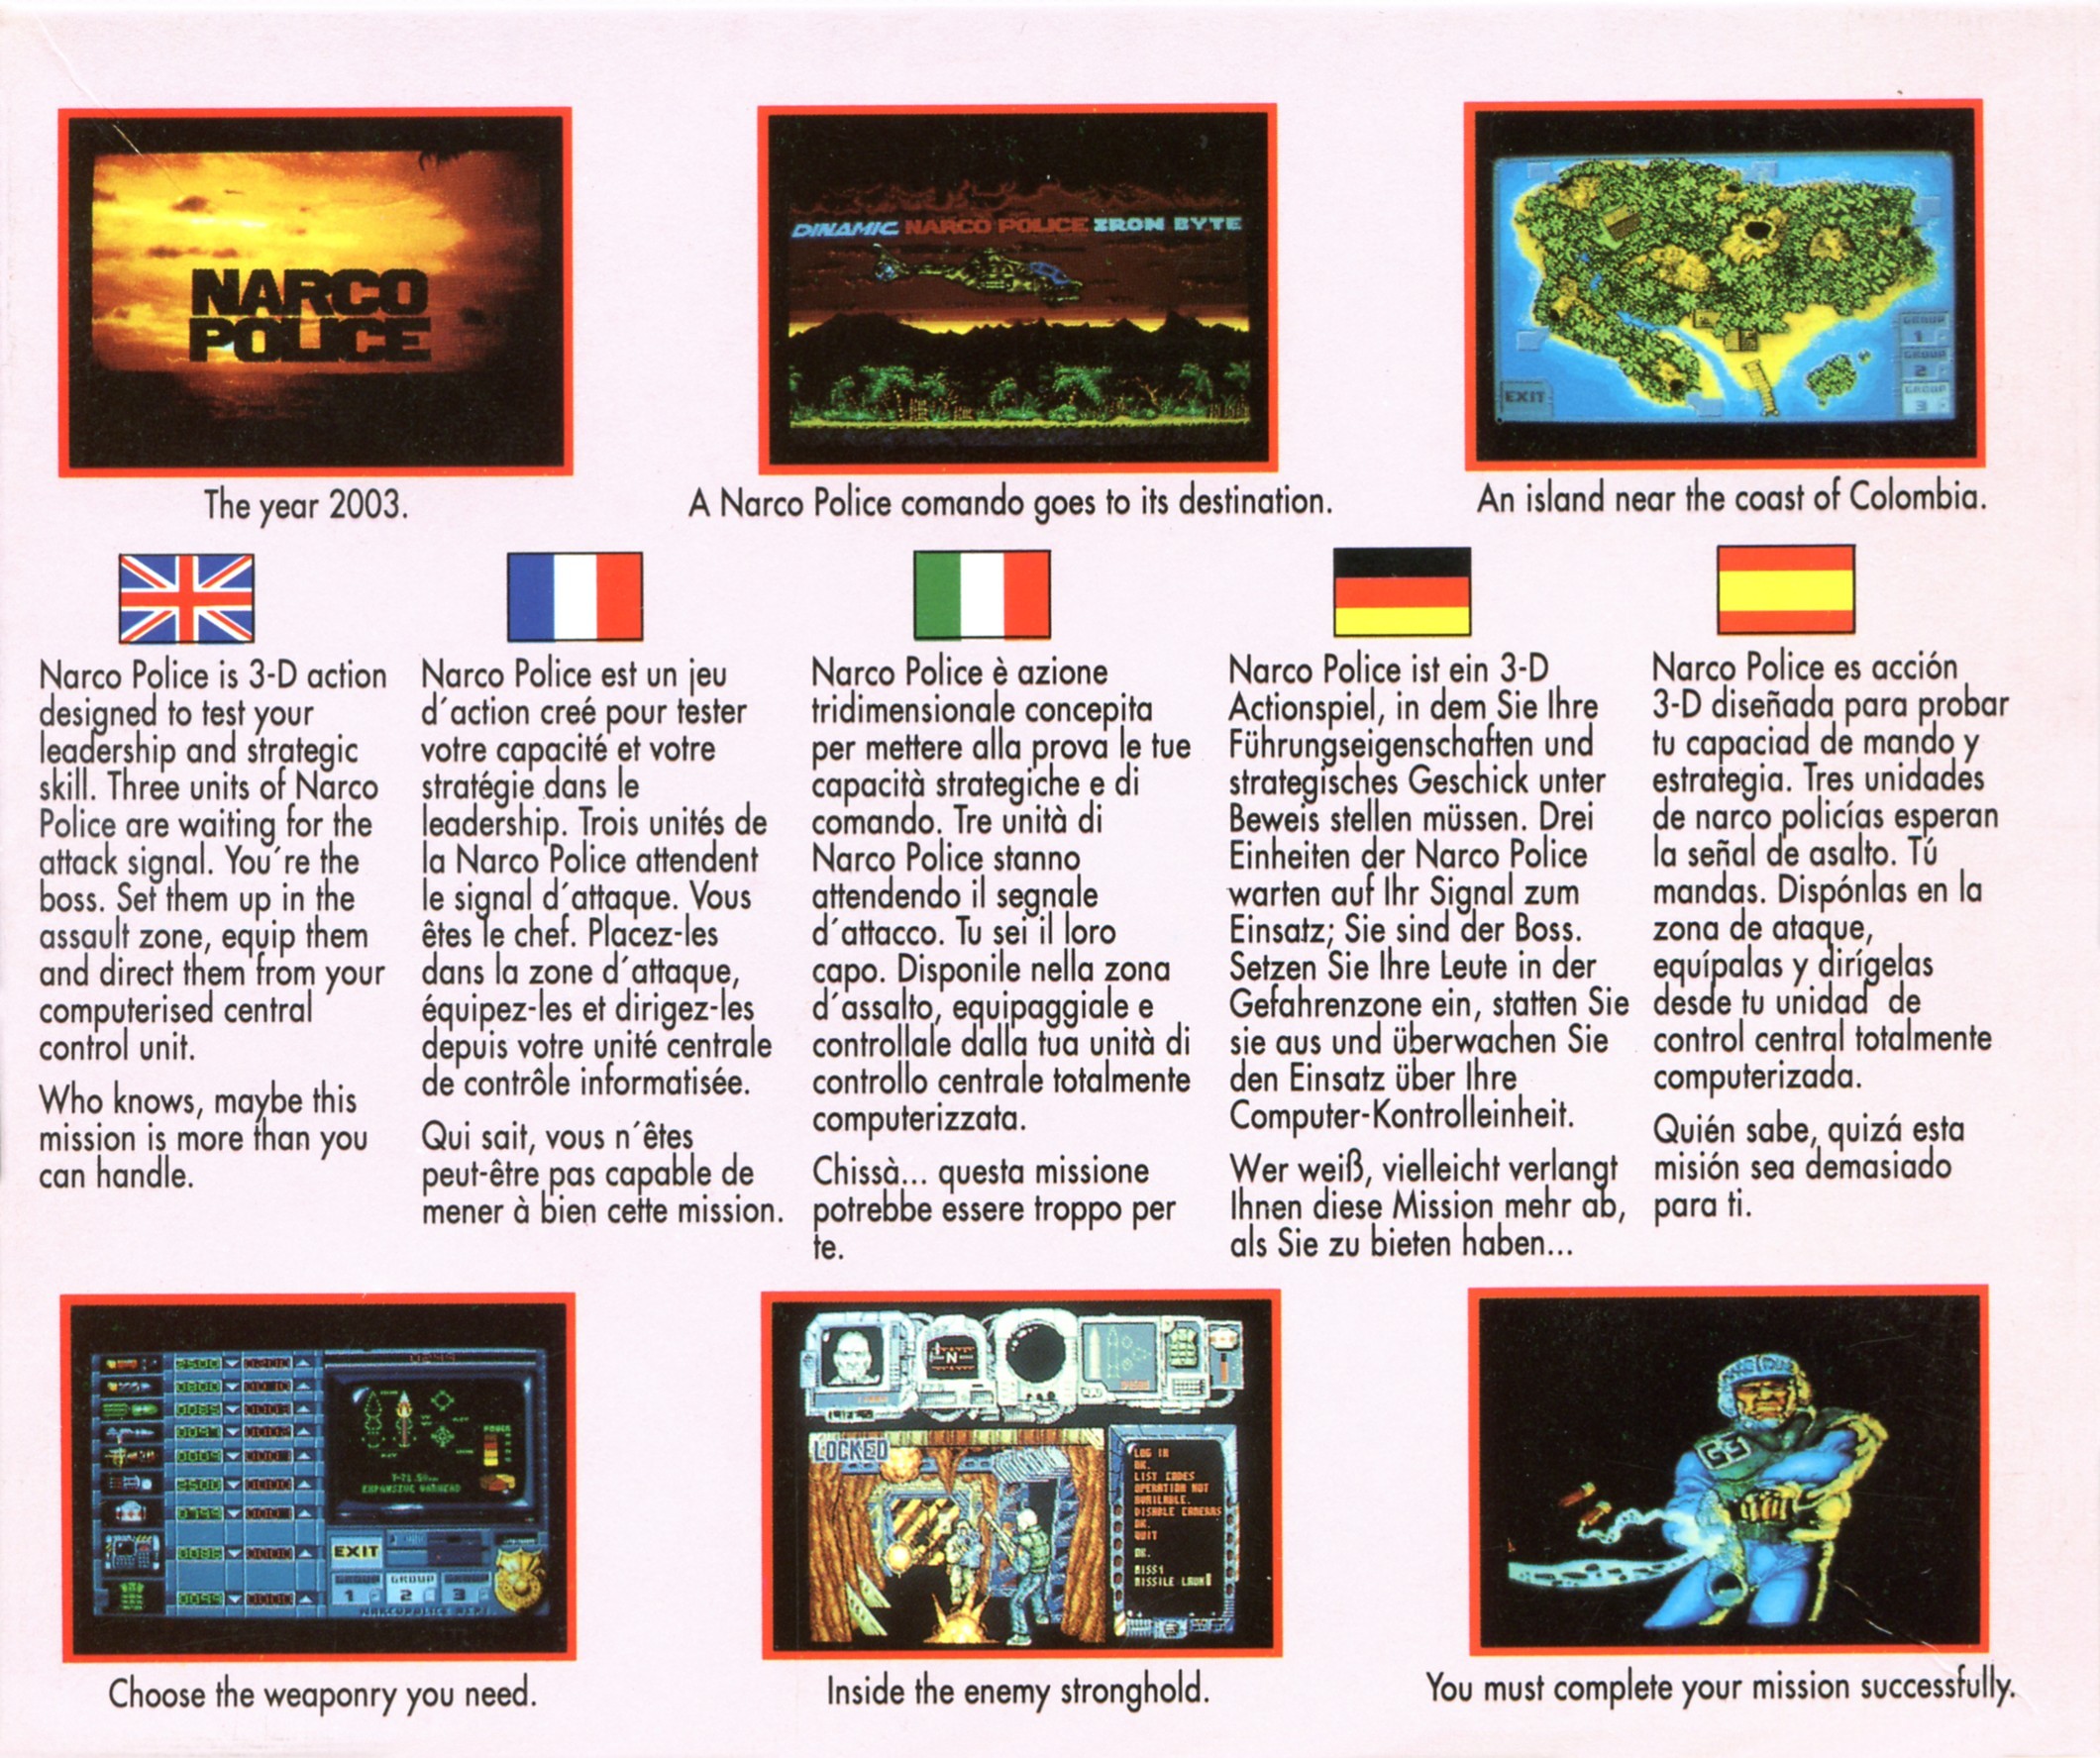 NARCO
POLICE
DINAMIC NARCO POLICE IRON BYTE
EXIT
GROUP
1
GROUP
2
GROUP
3
The year 2003.
A Narco Police comando goes to its destination.
An island near the coast of Colombia.
Narco Police is 3-D action
designed to test your
leadership and strategic
skill. Three units of Narco
Police are waiting for the
attack signal. You´re the
boss. Set them up in the
assault zone, equip them
and direct them from your
computerised central
control unit.
Who knows, maybe this
mission is more than you
can handle.
Narco Police est un jeu
d´action creé pour tester
votre capacité et votre
stratégie dans le
leadership. Trois unités de
la Narco Police attendent
le signal d´attaque. Vous
êtes le chef. Placez-les
dans la zone d´attaque,
équipez-les et dirigez-les
depuis votre unité centrale
de contrôle informatisée.
Qui sait, vous n´êtes
peut-être pas capable de
mener à bien cette mission.
Narco Police è azione
tridimensionale concepita
per mettere alla prova le tue
capacità strategiche e di
comando. Tre unità di
Narco Police stanno
attendendo il segnale
d´attacco. Tu sei il loro
capo. Disponile nella zona
d´assalto, equipaggiale e
controllale dalla tua unità di
controllo centrale totalmente
computerizzata.
Chissà... questa missione
potrebbe essere troppo per
te.
Narco Police ist ein 3-D
Actionspiel, in dem Sie Ihre
Führungseigenschaften und
strategisches Geschick unter
Beweis stellen müssen. Drei
Einheiten der Narco Police
warten auf Ihr Signal zum
Einsatz; Sie sind der Boss.
Setzen Sie Ihre Leute in der
Gefahrenzone ein, statten Sie
sie aus und überwachen Sie
den Einsatz über Ihre
Computer-Kontrolleinheit.
Wer weiß, vielleicht verlangt
Ihnen diese Mission mehr ab,
als Sie zu bieten haben...
Narco Police es acción
3-D diseñada para probar
tu capaciad de mando y
estrategia. Tres unidades
de narco policías esperan
la señal de asalto. Tú
mandas. Dispónlas en la
zona de ataque,
equípalas y dirígelas
desde tu unidad de
control central totalmente
computerizada.
Quién sabe, quizá esta
misión sea demasiado
para ti.
2500
EXPANSIVE WARHEAD
POWER
EXIT
GROUP
1
GROUP
2
GROUP
3
N
LOCKED
LOG IN
OK.
LIST CODES
OPERATION NOT
AVAILABLE.
DISABLE CAMERAS
OK.
QUIT
OK.
MISS1
MISSILE LAUN
Choose the weaponry you need.
Inside the enemy stronghold.
You must complete your mission successfully.